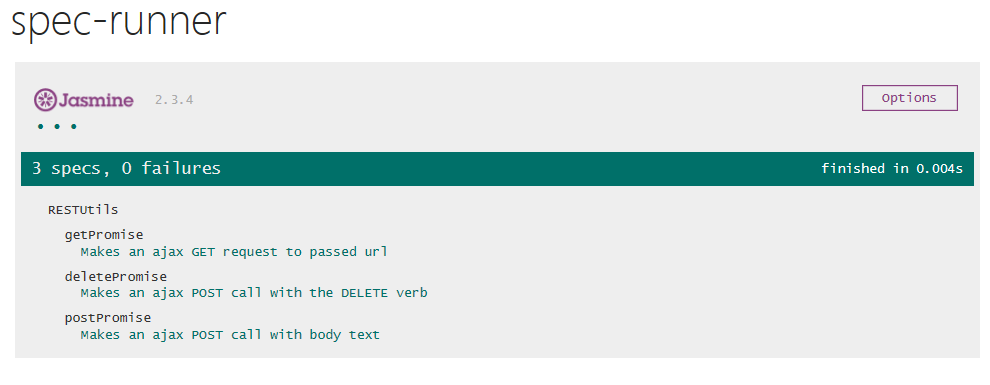 spec-runner
Jasmine 2.3.4 Options
3 specs, 0 failures finished in 0.004s
RESTUtils
getPromise
Makes an ajax GET request to passed url
deletePromise
Makes an ajax POST call with the DELETE verb
postPromise
Makes an ajax POST call with body text